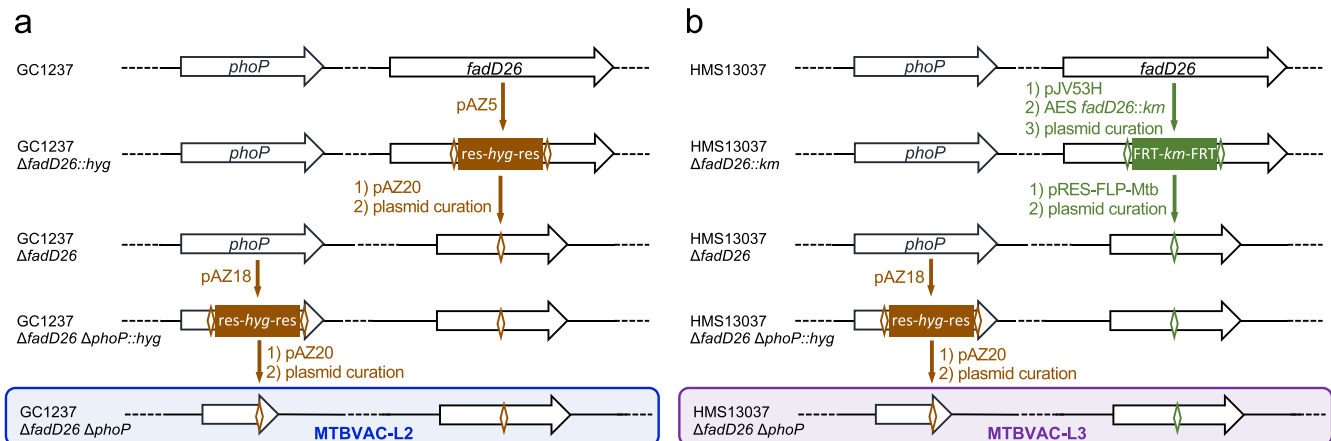 a
GC1237
phoP
fadD26
pAZ5
GC1237
ΔfadD26::hyg
phoP
res-hyg-res
1) pAZ20
2) plasmid curation
GC1237
ΔfadD26
phoP
pAZ18
GC1237
ΔfadD26 ΔphoP::hyg
res-hyg-res
1) pAZ20
2) plasmid curation
GC1237
ΔfadD26 ΔphoP
MTBVAC-L2
b
HMS13037
phoP
fadD26
1) pJV53H
2) AES fadD26::km
3) plasmid curation
HMS13037
ΔfadD26::km
phoP
FRT-km-FRT
1) pRES-FLP-Mtb
2) plasmid curation
HMS13037
ΔfadD26
phoP
pAZ18
HMS13037
ΔfadD26 ΔphoP::hyg
res-hyg-res
1) pAZ20
2) plasmid curation
HMS13037
ΔfadD26 ΔphoP
MTBVAC-L3